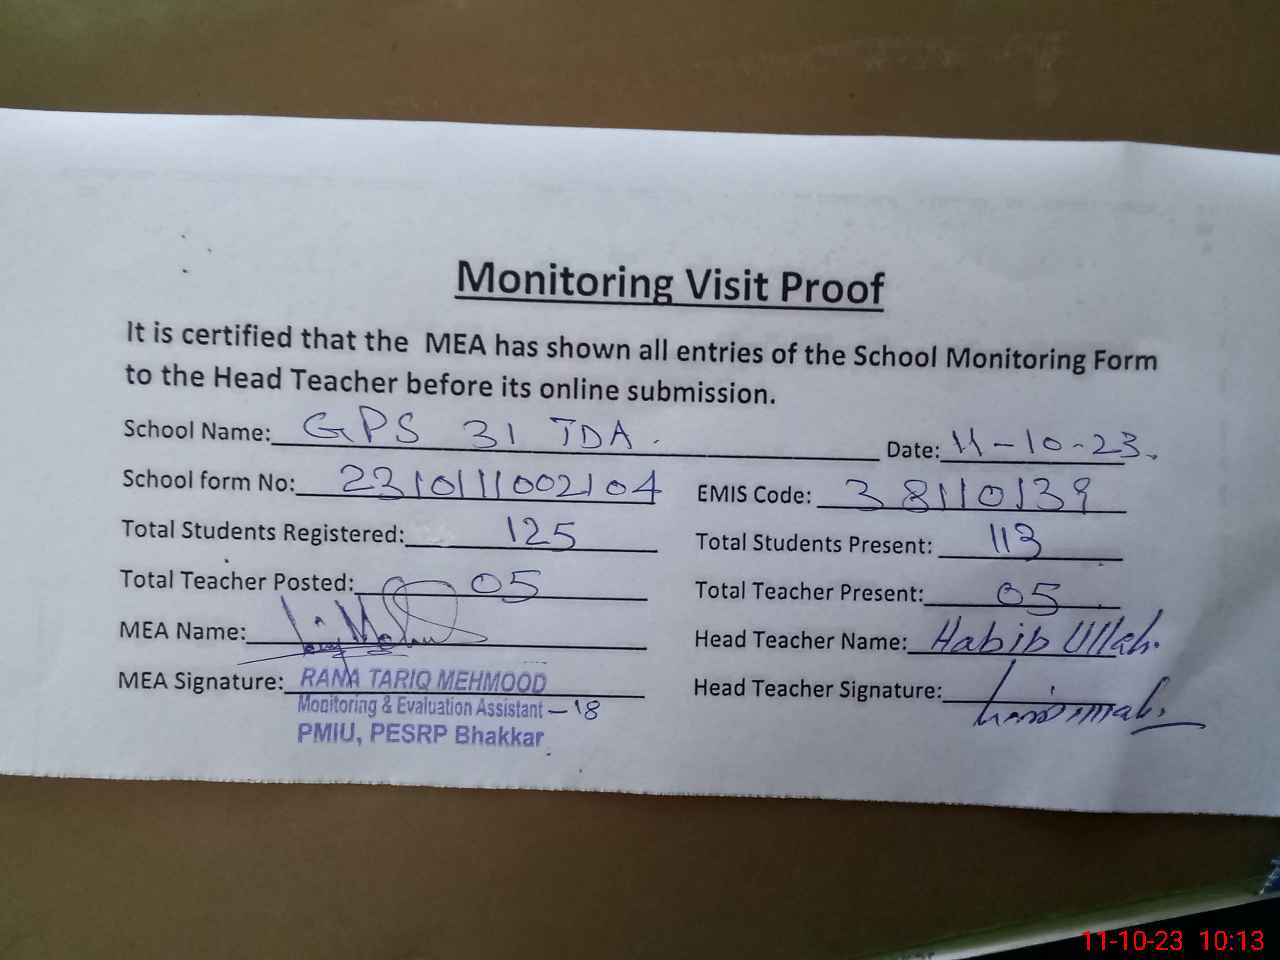 Monitoring Visit Proof
It is certified that the MEA has shown all entries of the School Monitoring Form
to the Head Teacher before its online submission.
School Name: GPS 31 TDA. Date: 11-10-23.
School form No: 2310111002104 EMIS Code: 38110139
Total Students Registered: 125 Total Students Present: 113
Total Teacher Posted: 05 Total Teacher Present: 05
MEA Name: Head Teacher Name: Habib Ullah.
MEA Signature: RANA TARIQ MEHMOOD Head Teacher Signature:
Monitoring & Evaluation Assistant - 18
PMIU, PESRP Bhakkar
11-10-23 10:13